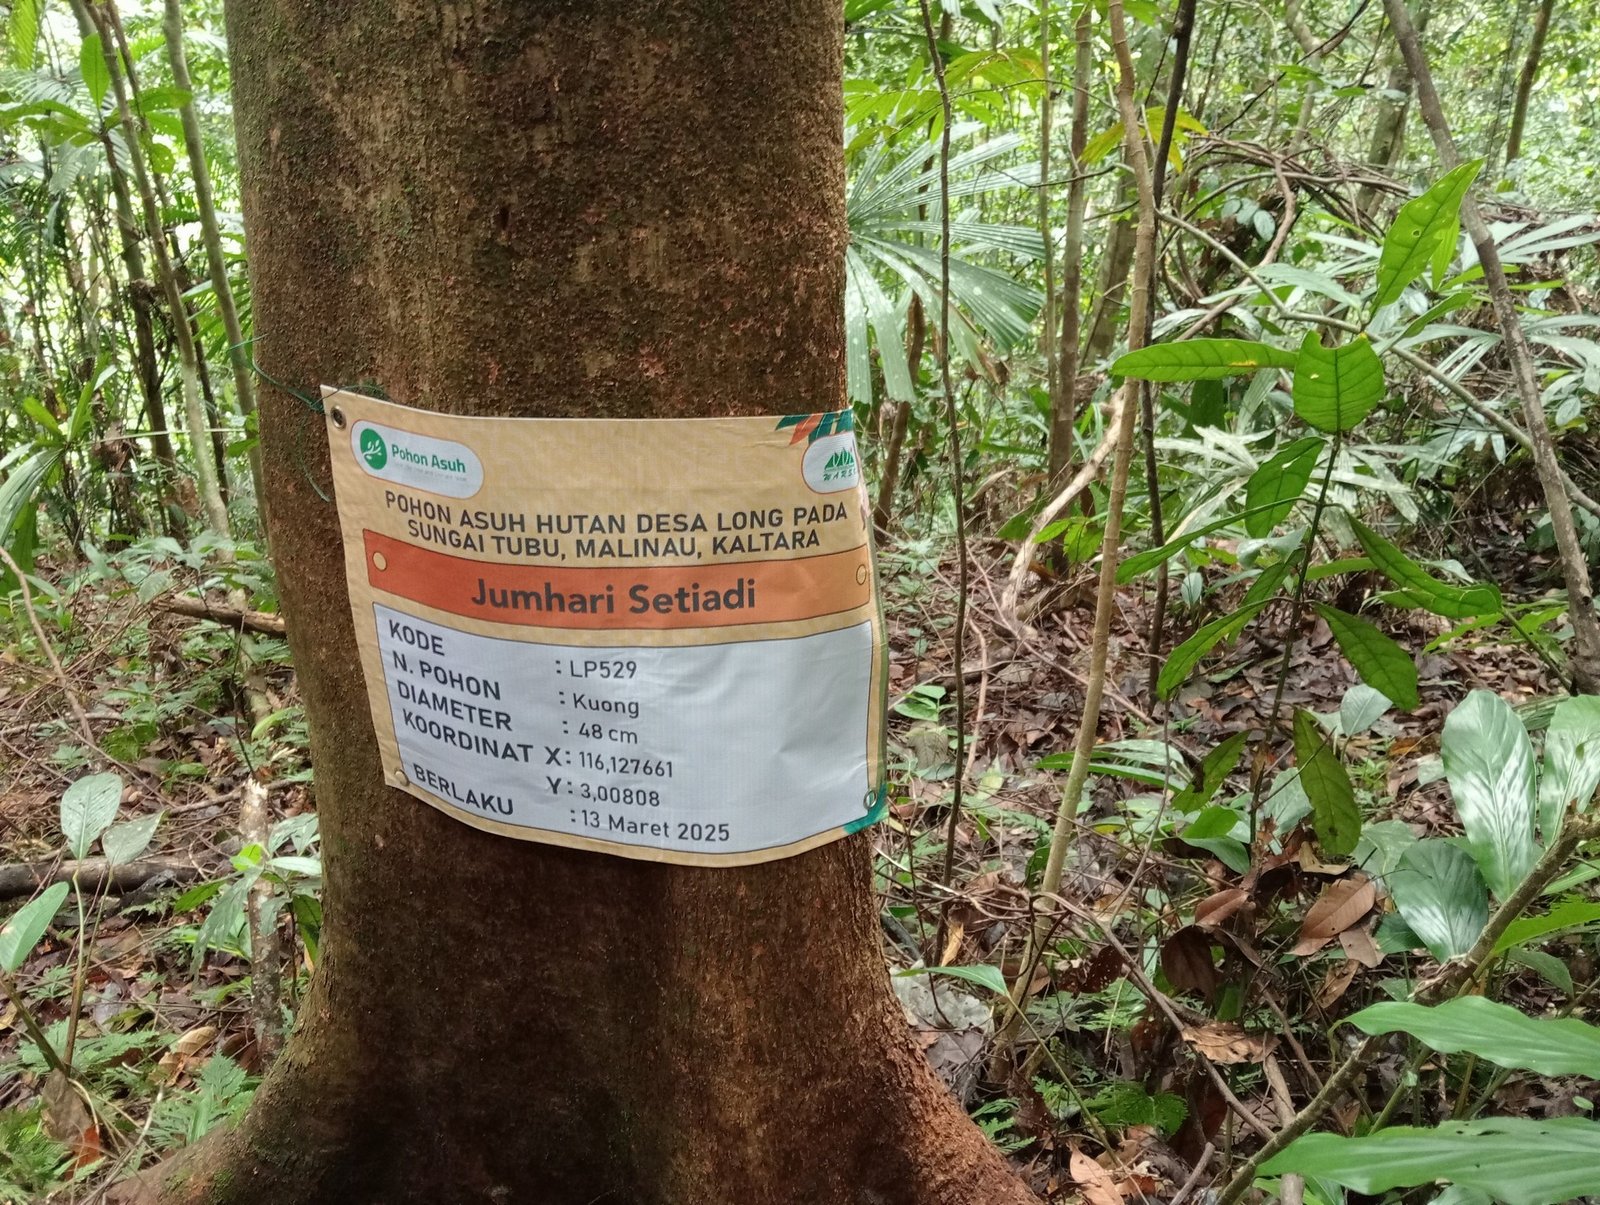 Pohon Asuh
WARSI
POHON ASUH HUTAN DESA LONG PADA
SUNGAI TUBU, MALINAU, KALTARA
Jumhari Setiadi
KODE : LP529
N. POHON : Kuong
DIAMETER : 48 cm
KOORDINAT X : 116,127661
Y : 3,00808
BERLAKU : 13 Maret 2025